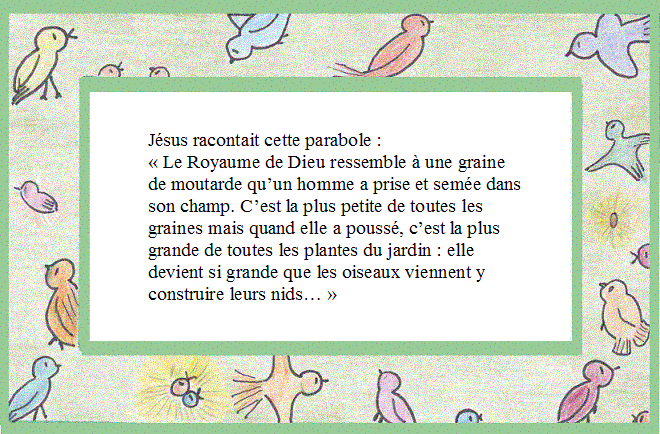 Jésus racontait cette parabole :
« Le Royaume de Dieu ressemble à une graine
de moutarde qu’un homme a prise et semée dans
son champ. C’est la plus petite de toutes les
graines mais quand elle a poussé, c’est la plus
grande de toutes les plantes du jardin : elle
devient si grande que les oiseaux viennent y
construire leurs nids… »